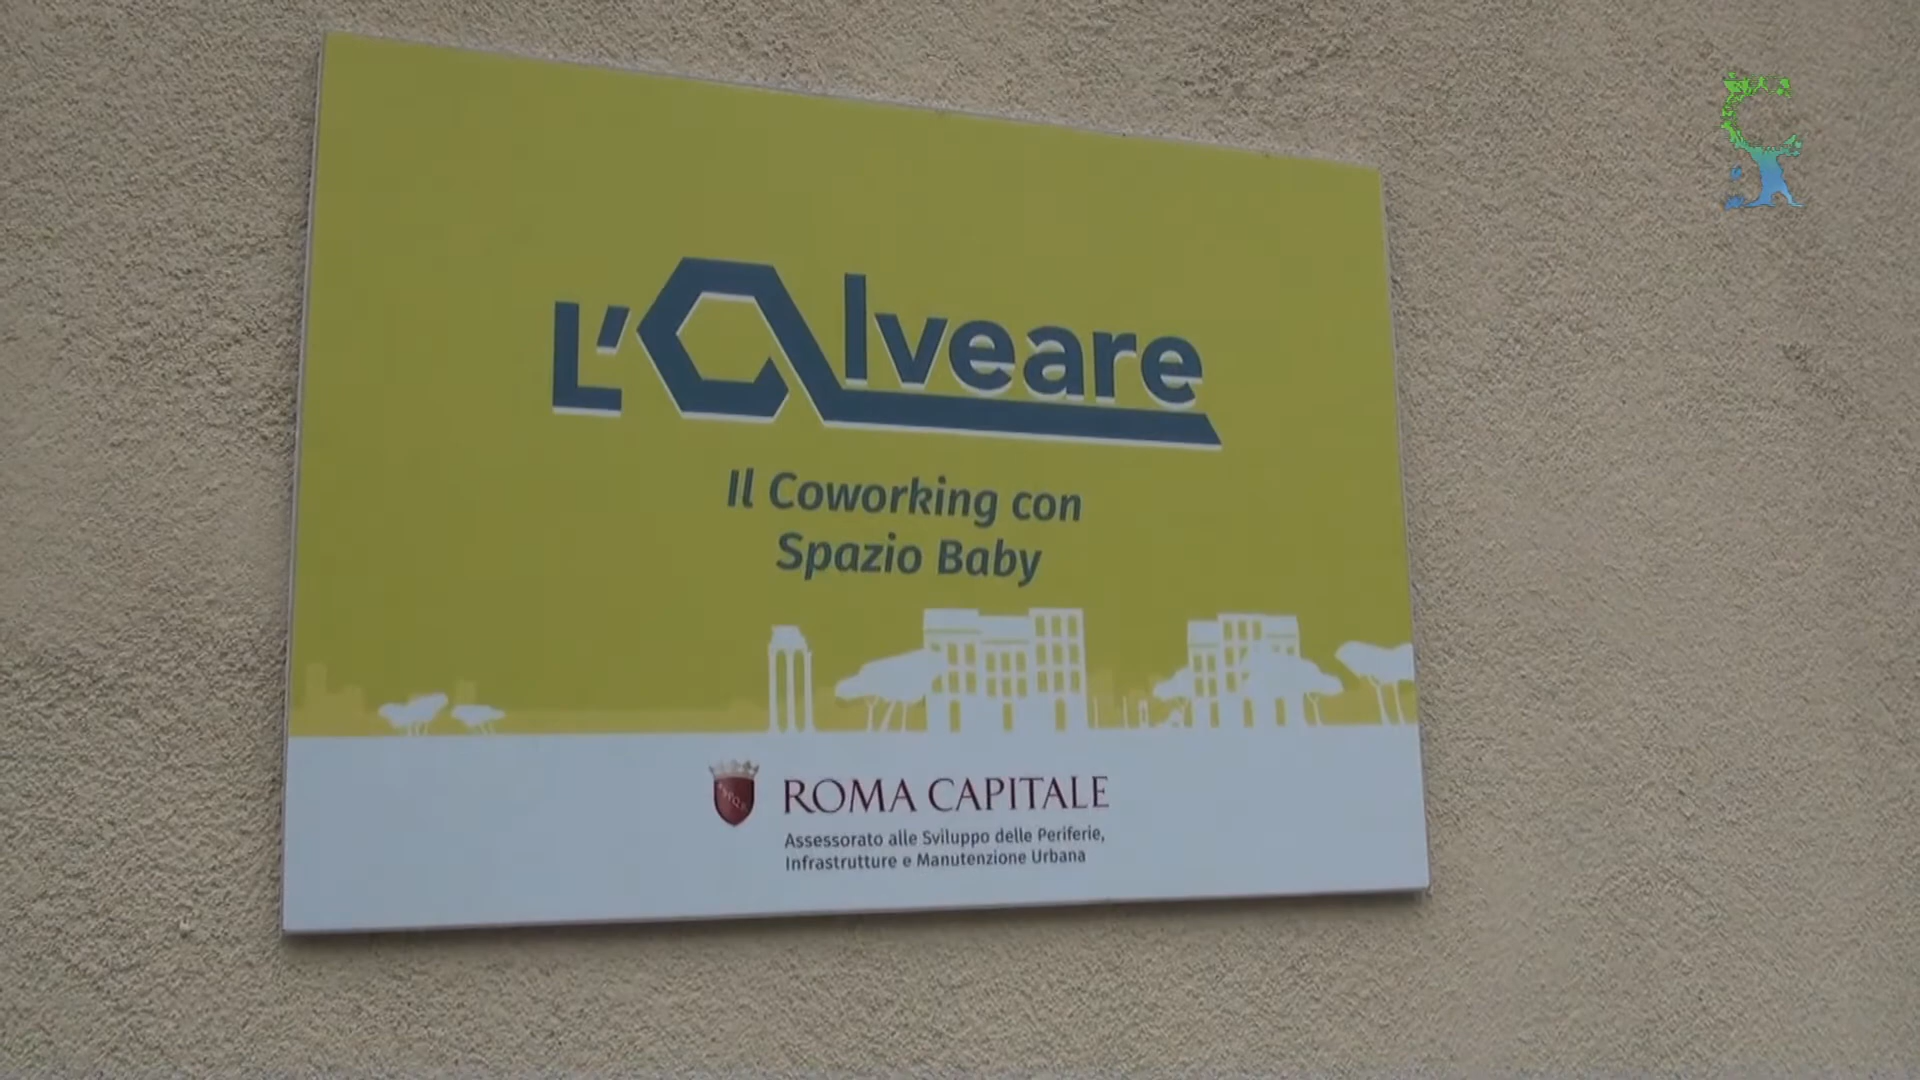 L'Alveare
Il Coworking con
Spazio Baby
ROMA CAPITALE
Assessorato alle Sviluppo delle Periferie,
Infrastrutture e Manutenzione Urbana